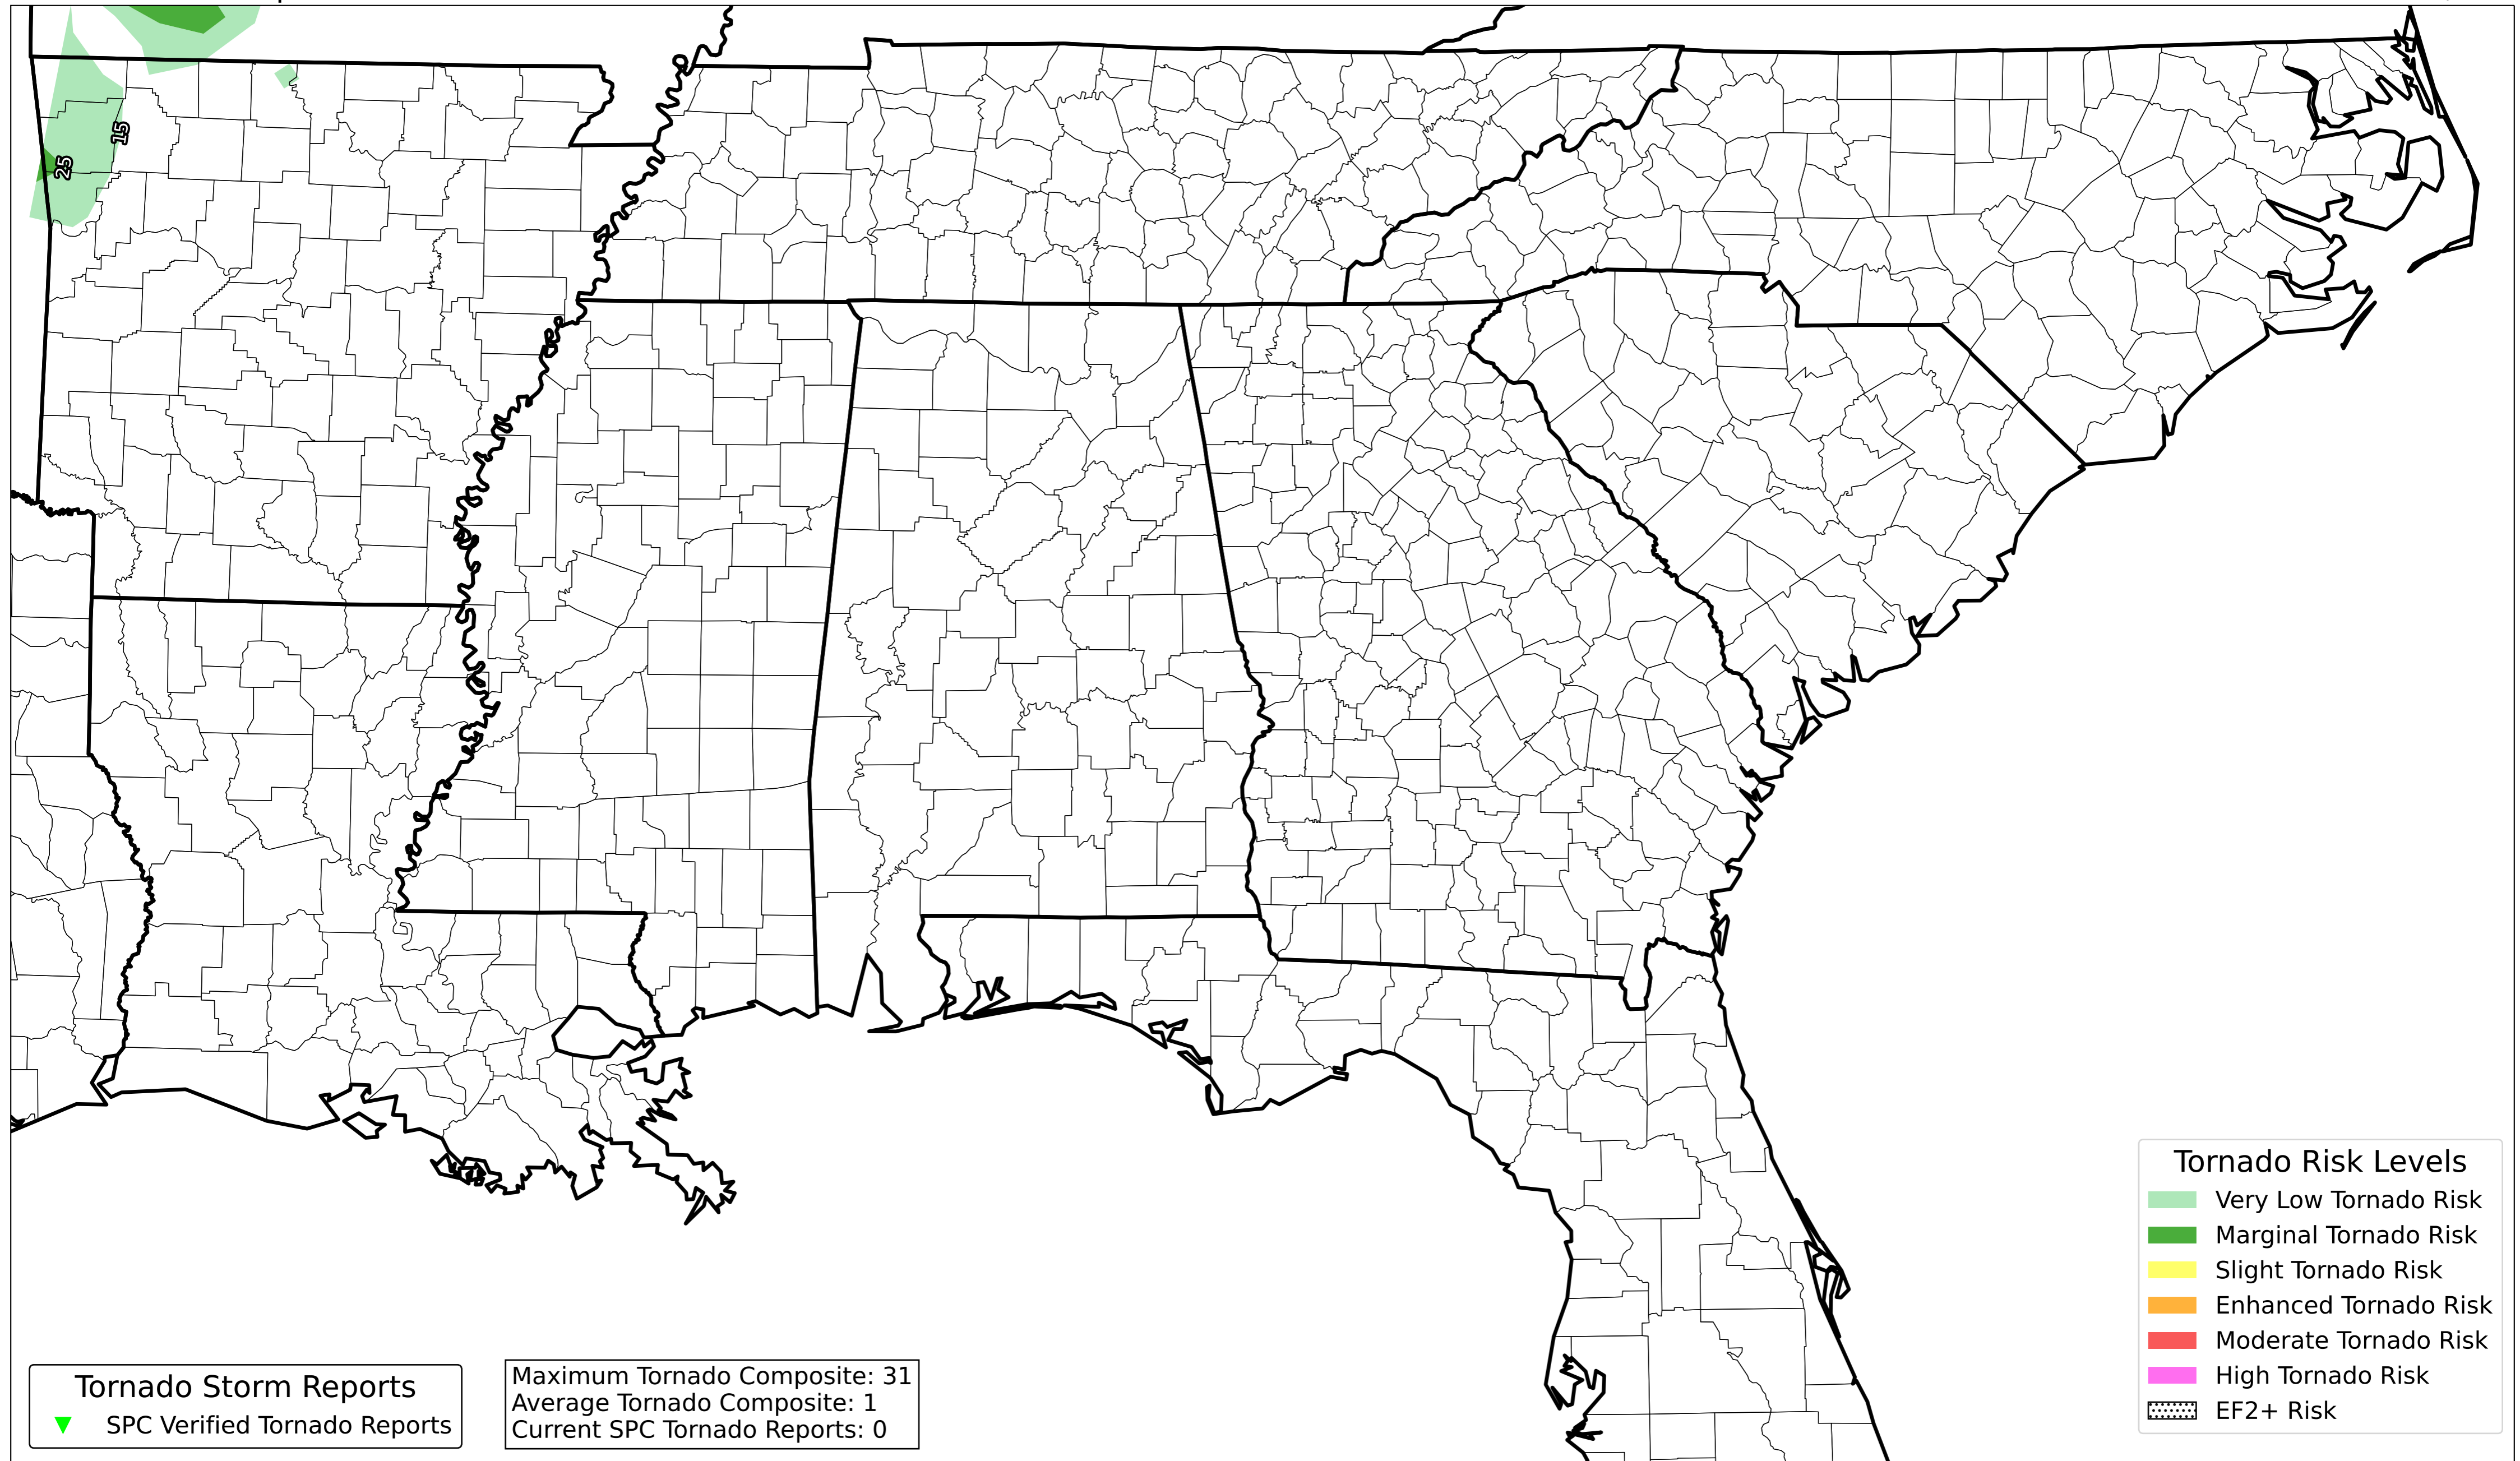 15
25
Tornado Risk Levels
Very Low Tornado Risk
Marginal Tornado Risk
Slight Tornado Risk
Enhanced Tornado Risk
Moderate Tornado Risk
High Tornado Risk
EF2+ Risk
Tornado Storm Reports
SPC Verified Tornado Reports
Maximum Tornado Composite: 31
Average Tornado Composite: 1
Current SPC Tornado Reports: 0